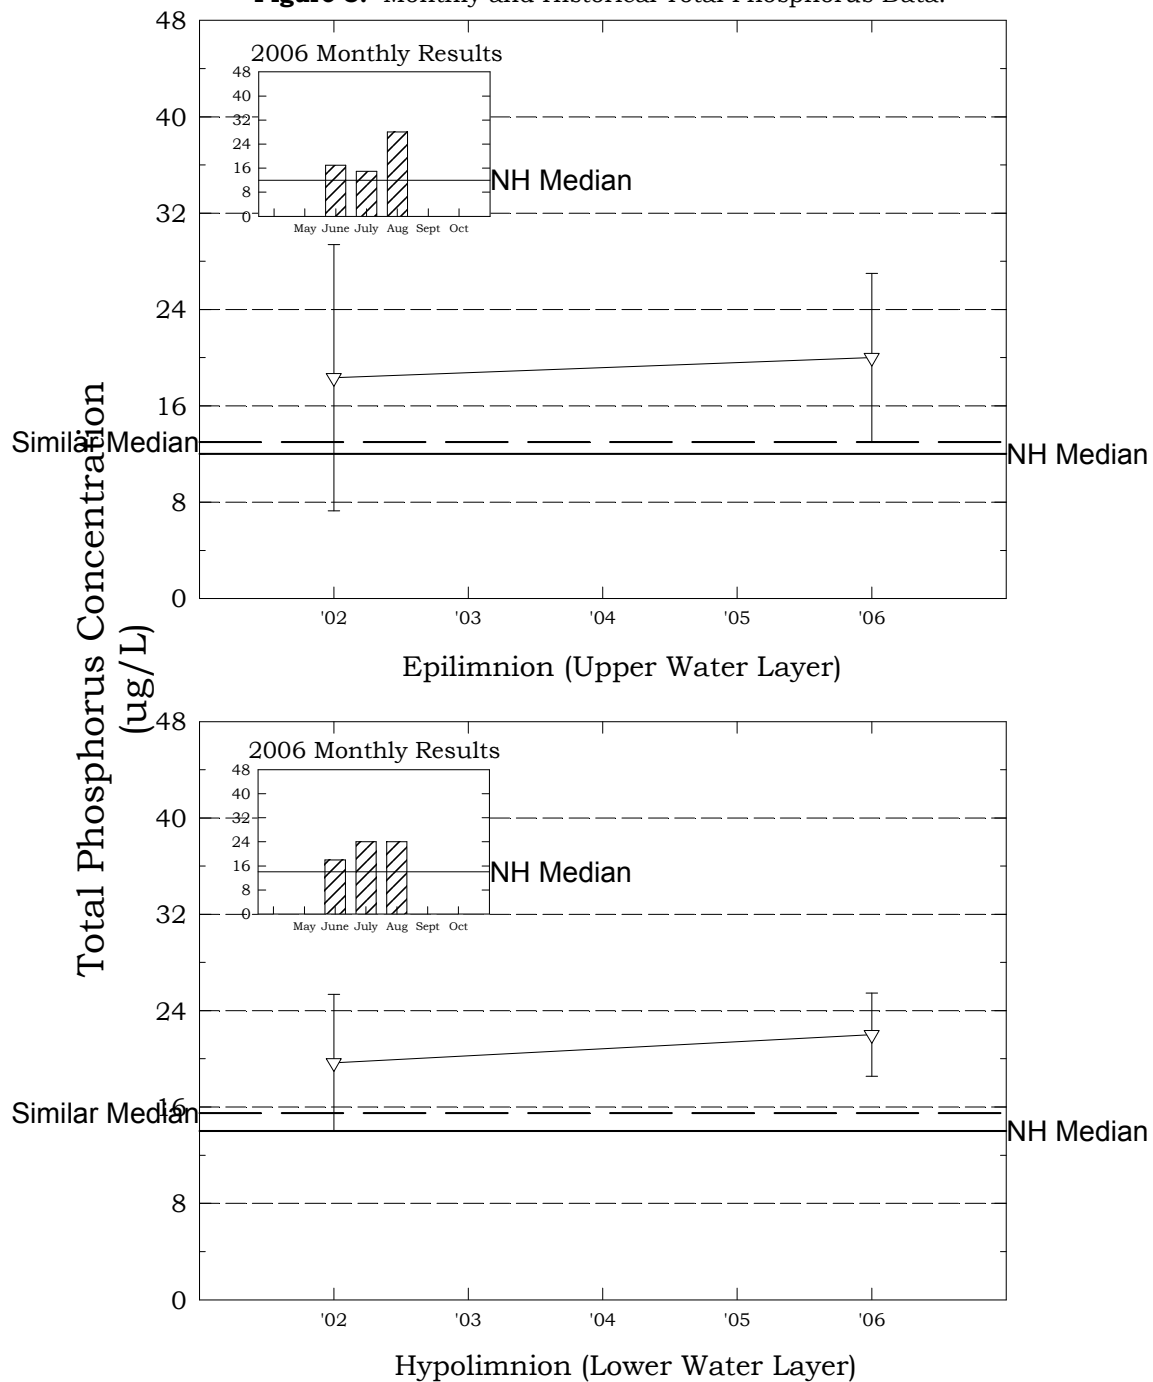 Figure 3. Monthly and Historical Total Phosphorus Data.
48
40
32
24
16
8
0
2006 Monthly Results
48
40
32
24
16
8
0
May June July Aug Sept Oct
NH Median
Similar Median
NH Median
'02 '03 '04 '05 '06
Epilimnion (Upper Water Layer)
Total Phosphorus Concentration
(ug/L)
48
40
32
24
16
8
0
2006 Monthly Results
48
40
32
24
16
8
0
May June July Aug Sept Oct
NH Median
Similar Median
NH Median
'02 '03 '04 '05 '06
Hypolimnion (Lower Water Layer)